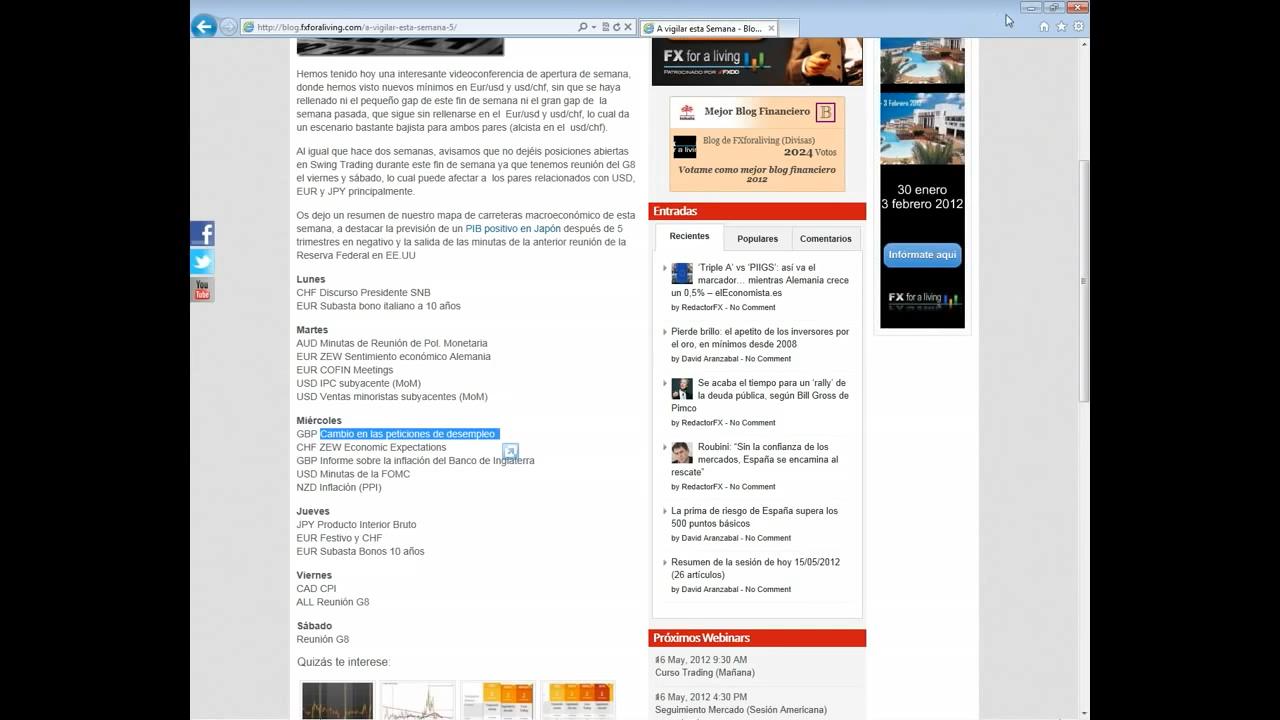 http://blog.fxforaliving.com/a-vigilar-esta-semana-5/
A vigilar esta Semana - Blo...
Hemos tenido hoy una interesante videoconferencia de apertura de semana,
donde hemos visto nuevos mínimos en Eur/usd y usd/chf, sin que se haya
rellenado ni el pequeño gap de este fin de semana ni el gran gap de la
semana pasada, que sigue sin rellenarse en el Eur/usd y usd/chf, lo cual da
un escenario bastante bajista para ambos pares (alcista en el usd/chf).
Al igual que hace dos semanas, avisamos que no dejéis posiciones abiertas
en Swing Trading durante este fin de semana ya que tenemos reunión del G8
el viernes y sábado, lo cual puede afectar a los pares relacionados con USD,
EUR y JPY principalmente.
Os dejo un resumen de nuestro mapa de carreteras macroeconómico de esta
semana, a destacar la previsión de un PIB positivo en Japón después de 5
trimestres en negativo y la salida de las minutas de la anterior reunión de la
Reserva Federal en EE.UU
Lunes
CHF Discurso Presidente SNB
EUR Subasta bono italiano a 10 años
Martes
AUD Minutas de Reunión de Pol. Monetaria
EUR ZEW Sentimiento económico Alemania
EUR COFIN Meetings
USD IPC subyacente (MoM)
USD Ventas minoristas subyacentes (MoM)
Miércoles
GBP Cambio en las peticiones de desempleo
CHF ZEW Economic Expectations
GBP Informe sobre la inflación del Banco de Inglaterra
USD Minutas de la FOMC
NZD Inflación (PPI)
Jueves
JPY Producto Interior Bruto
EUR Festivo y CHF
EUR Subasta Bonos 10 años
Viernes
CAD CPI
ALL Reunión G8
Sábado
Reunión G8
Quizás te interese:
You
Tube
FX for a living
PATROCINADO POR FXDD
Mejor Blog Financiero
B
Blog de FXforaliving (Divisas)
2024 Votos
Votame como mejor blog financiero
2012
Entradas
Recientes
Populares
Comentarios
'Triple A' vs 'PIIGS': así va el
marcador... mientras Alemania crece
un 0,5% – elEconomista.es
by RedactorFX - No Comment
Pierde brillo: el apetito de los inversores por
el oro, en mínimos desde 2008
by David Aranzabal - No Comment
Se acaba el tiempo para un 'rally' de
la deuda pública, según Bill Gross de
Pimco
by RedactorFX - No Comment
Roubini: "Sin la confianza de los
mercados, España se encamina al
rescate"
by RedactorFX - No Comment
La prima de riesgo de España supera los
500 puntos básicos
by David Aranzabal - No Comment
Resumen de la sesión de hoy 15/05/2012
(26 artículos)
by David Aranzabal - No Comment
Próximos Webinars
16 May, 2012 9:30 AM
Curso Trading (Mañana)
16 May, 2012 4:30 PM
Seguimiento Mercado (Sesión Americana)
- 3 Febrero 2012
30 enero
3 febrero 2012
Infórmate aquí
FX for a living